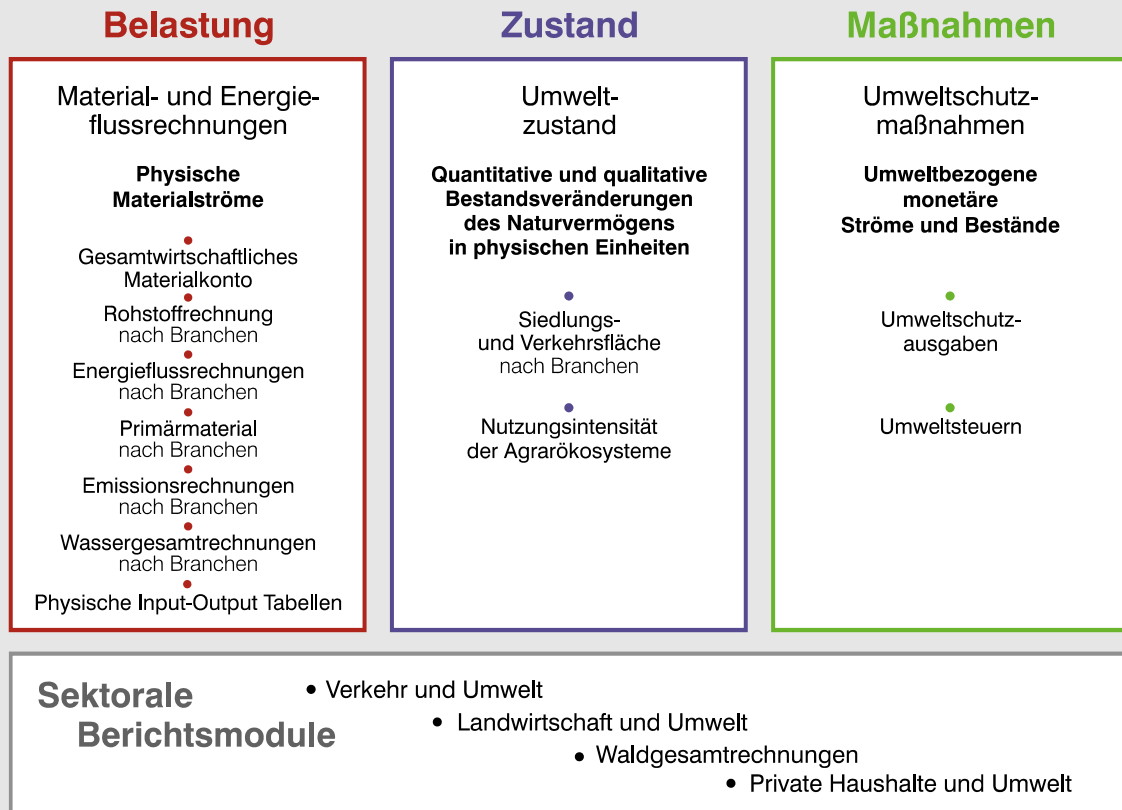 Belastung
Material- und Energie-
flussrechnungen
Physische
Materialströme
Gesamtwirtschaftliches
Materialkonto
Rohstoffrechnung
nach Branchen
Energieflussrechnungen
nach Branchen
Primärmaterial
nach Branchen
Emissionsrechnungen
nach Branchen
Wassergesamtrechnungen
nach Branchen
Physische Input-Output Tabellen
Zustand
Umwelt-
zustand
Quantitative und qualitative
Bestandsveränderungen
des Naturvermögens
in physischen Einheiten
Siedlungs-
und Verkehrsfläche
nach Branchen
Nutzungsintensität
der Agrarökosysteme
Maßnahmen
Umweltschutz-
maßnahmen
Umweltbezogene
monetäre
Ströme und Bestände
Umweltschutz-
ausgaben
Umweltsteuern
Sektorale
Berichtsmodule
• Verkehr und Umwelt
• Landwirtschaft und Umwelt
• Waldgesamtrechnungen
• Private Haushalte und Umwelt